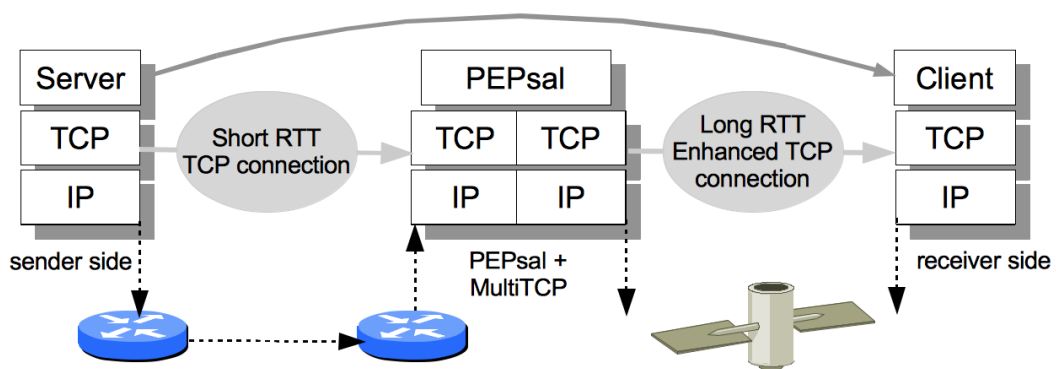 Server
PEPsal
Client
TCP
Short RTT
TCP connection
TCP
TCP
Long RTT
Enhanced TCP
connection
TCP
IP
IP
IP
IP
sender side
PEPsal +
MultiTCP
receiver side